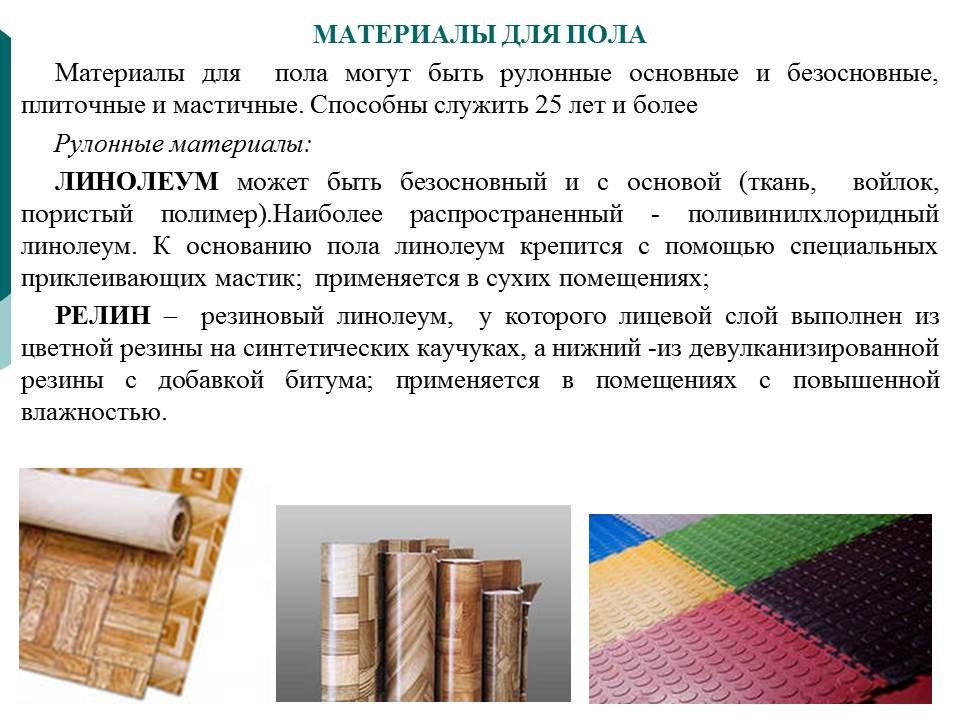 МАТЕРИАЛЫ ДЛЯ ПОЛА
Материалы для пола могут быть рулонные основные и безосновные,
плиточные и мастичные. Способны служить 25 лет и более
Рулонные материалы:
ЛИНОЛЕУМ может быть безосновный и с основой (ткань, войлок,
пористый полимер).Наиболее распространенный - поливинилхлоридный
линолеум. К основанию пола линолеум крепится с помощью специальных
приклеивающих мастик; применяется в сухих помещениях;
РЕЛИН – резиновый линолеум, у которого лицевой слой выполнен из
цветной резины на синтетических каучуках, а нижний -из девулканизированной
резины с добавкой битума; применяется в помещениях с повышенной
влажностью.